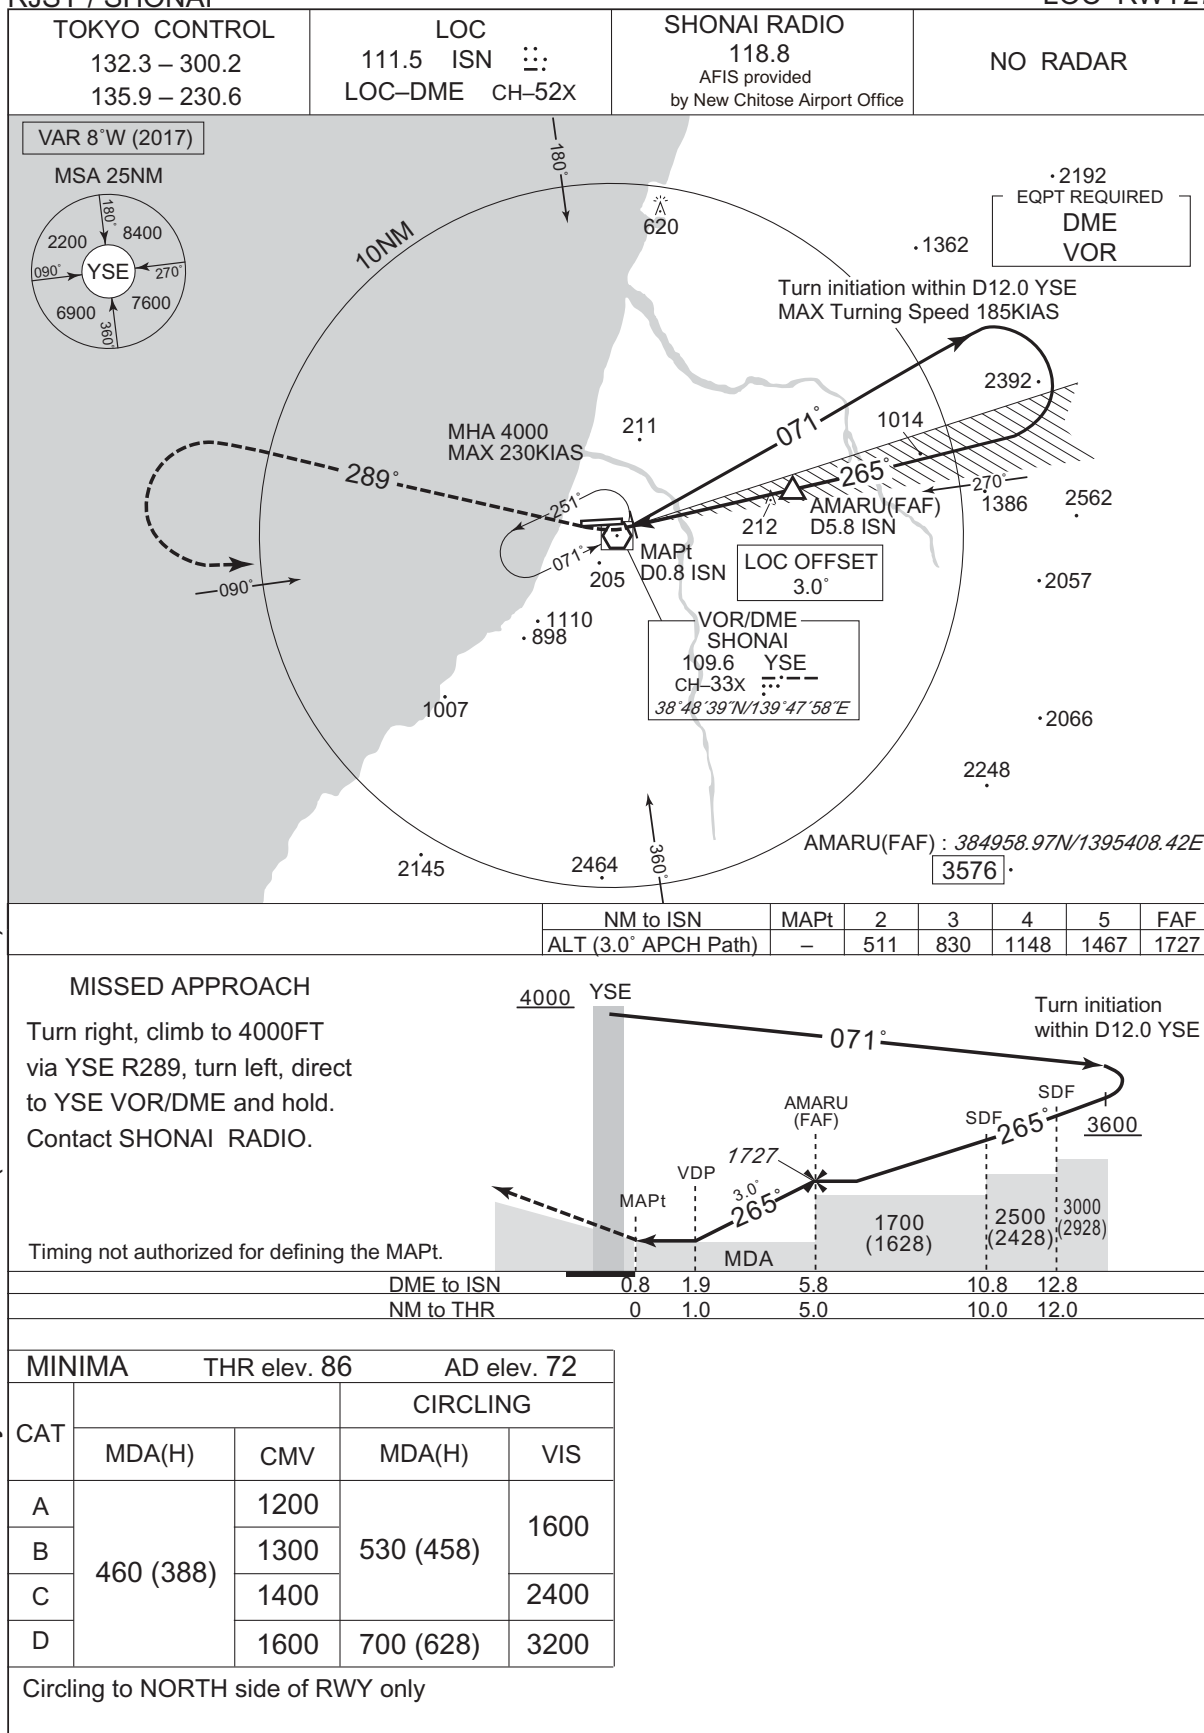 RJSY / SHONAI
TOKYO CONTROL
132.3 – 300.2
135.9 – 230.6
LOC
111.5 ISN
LOC–DME CH–52X
SHONAI RADIO
118.8
AFIS provided
by New Chitose Airport Office
NO RADAR
VAR 8°W (2017)
MSA 25NM
180°
2200
8400
090°
YSE
270°
6900
7600
360°
180°
10NM
620
2192
EQPT REQUIRED
DME
VOR
1362
Turn initiation within D12.0 YSE
MAX Turning Speed 185KIAS
2392
1014
071°
265°
211
MHA 4000
MAX 230KIAS
289°
251°
071°
270°
1386
2562
AMARU(FAF)
D5.8 ISN
212
MAPt
D0.8 ISN
LOC OFFSET
3.0°
205
090°
2057
1110
898
VOR/DME
SHONAI
109.6 YSE
CH–33X
38°48′39″N/139°47′58″E
1007
2066
2248
360°
2145
2464
AMARU(FAF) : 384958.97N/1395408.42E
3576
NM to ISN MAPt 2 3 4 5 FAF
ALT (3.0° APCH Path) – 511 830 1148 1467 1727
MISSED APPROACH
Turn right, climb to 4000FT
via YSE R289, turn left, direct
to YSE VOR/DME and hold.
Contact SHONAI RADIO.
4000
YSE
071°
Turn initiation
within D12.0 YSE
SDF
SDF
265°
3600
AMARU
(FAF)
1727
VDP
3.0°
265°
MAPt
1700
(1628)
2500
(2428)
3000
(2928)
MDA
Timing not authorized for defining the MAPt.
DME to ISN 0.8 1.9 5.8 10.8 12.8
NM to THR 0 1.0 5.0 10.0 12.0
MINIMA THR elev. 86 AD elev. 72
CAT
CIRCLING
MDA(H) CMV MDA(H) VIS
A 460 (388) 1200 530 (458) 1600
B 1300
C 1400 2400
D 1600 700 (628) 3200
Circling to NORTH side of RWY only